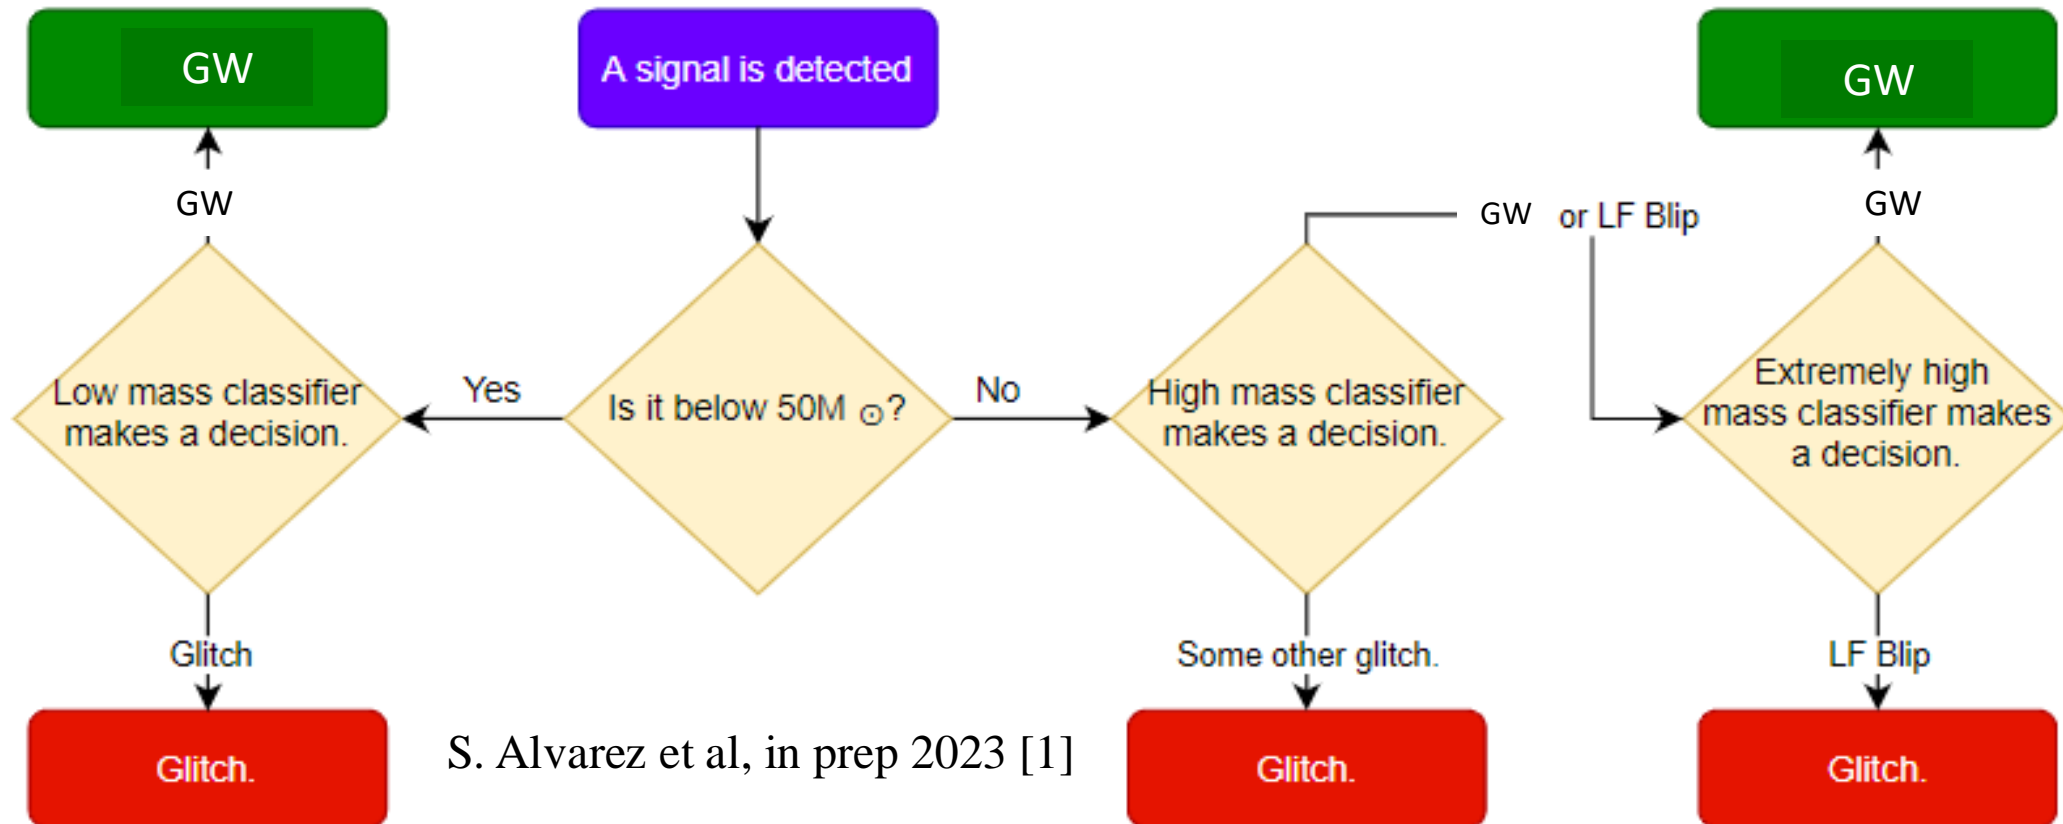 GW
A signal is detected
GW
GW
GW or LF Blip
GW
Low mass classifier
makes a decision.
Yes
Is it below 50M ⊙?
No
High mass classifier
makes a decision.
Extremely high
mass classifier makes
a decision.
Glitch
Some other glitch.
LF Blip
Glitch.
S. Alvarez et al, in prep 2023 [1]
Glitch.
Glitch.